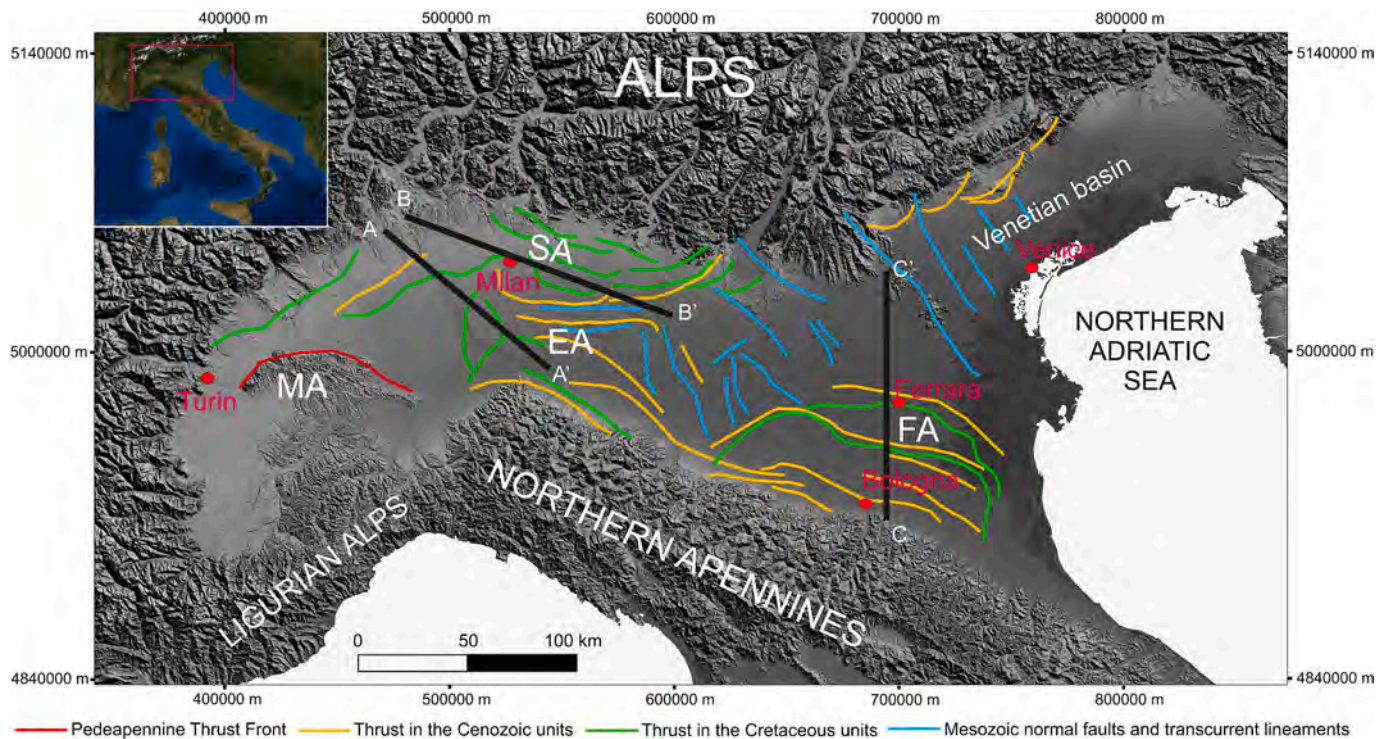 400000 m 500000 m 600000 m 700000 m 800000 m
5140000 m 5140000 m
ALPS
Venetian basin
B
A
SA
Milan
Venice
C'
B'
NORTHERN
ADRIATIC
SEA
5000000 m 5000000 m
EA
A'
MA
Turin
Ferrara
FA
Bologna
C
LIGURIAN ALPS
NORTHERN APENNINES
0 50 100 km
4840000 m 4840000 m
400000 m 500000 m 600000 m 700000 m 800000 m
Pedeapennine Thrust Front Thrust in the Cenozoic units Thrust in the Cretaceous units Mesozoic normal faults and transcurrent lineaments